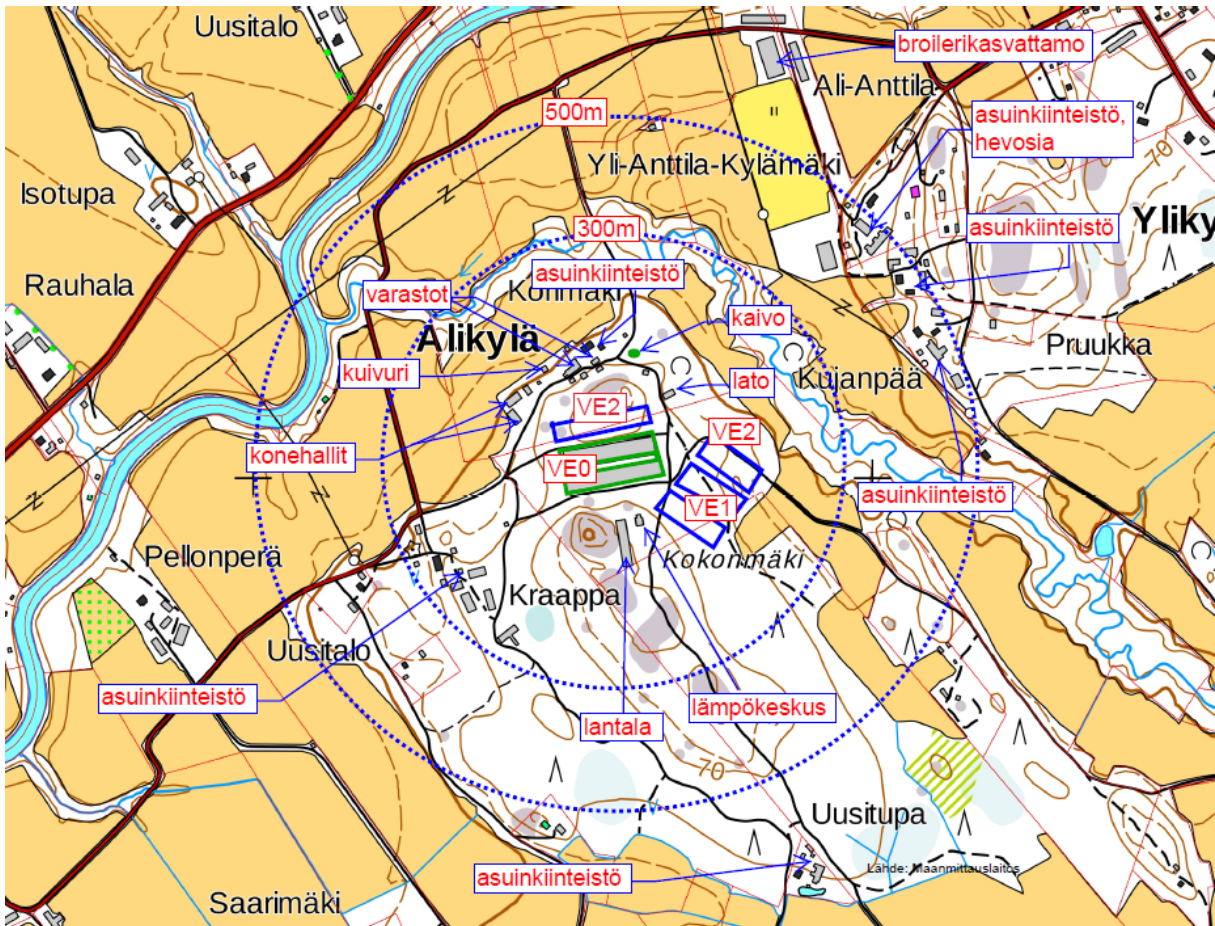 Uusitalo
broilerikasvattamo
Ali-Anttila
500m
asuinkiinteistö,
hevosia
70
Yli-Anttila-Kylämäki
Isotupa
asuinkiinteistö
Yliky
300m
asuinkiinteistö
Rauhala
varastot
Konmäki
kaivo
Alikylä
Pruukka
kuivuri
lato
Kujanpää
VE2
VE2
konehallit
VE0
asuinkiinteistö
VE1
Pellonperä
Kokonmäki
Kraappa
Uusitalo
asuinkiinteistö
lämpökeskus
lantala
70
Uusitupa
Lähde: Maanmittauslaitos
asuinkiinteistö
Saarimäki